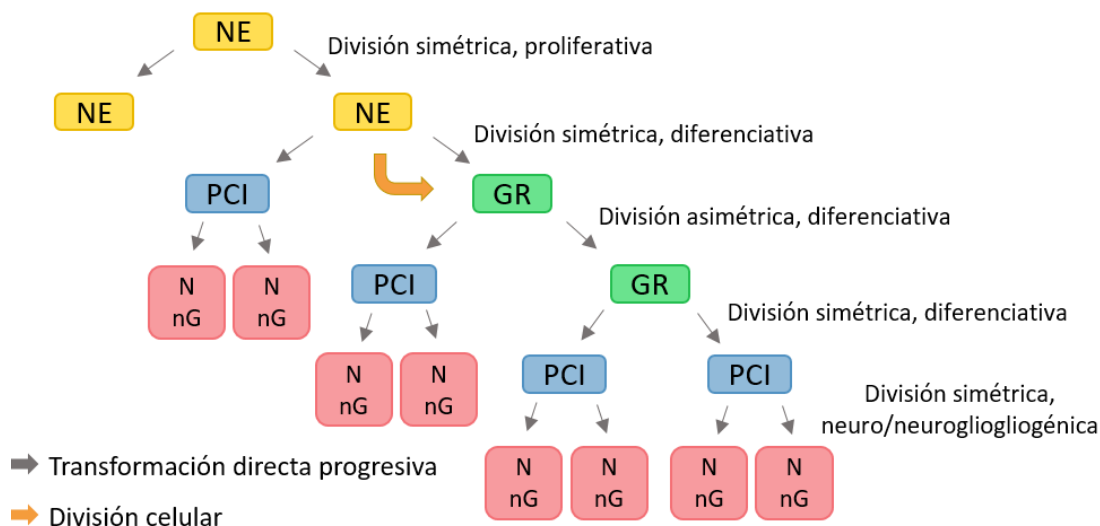 NE
División simétrica, proliferativa
NE
NE
División simétrica, diferenciativa
PCI
GR
División asimétrica, diferenciativa
N
nG
N
nG
PCI
GR
División simétrica, diferenciativa
N
nG
N
nG
PCI
PCI
División simétrica,
neuro/neurogliogliogénica
N
nG
N
nG
N
nG
N
nG
Transformación directa progresiva
División celular